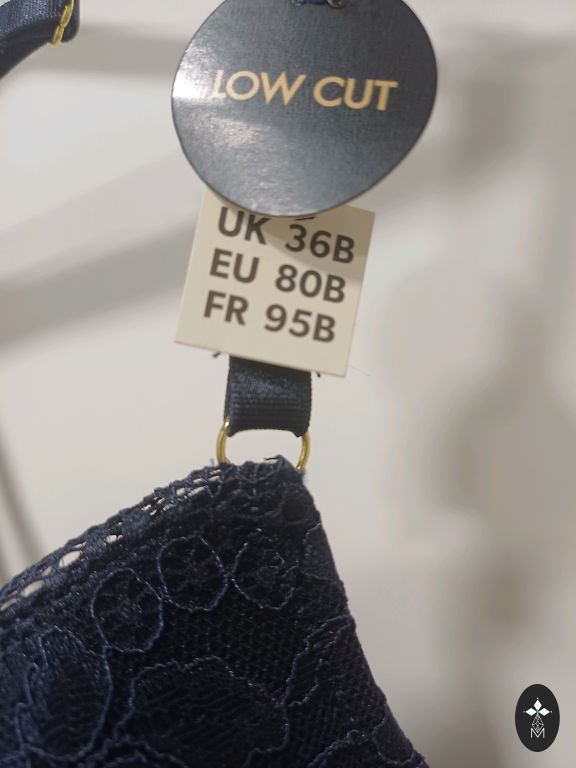 LOW CUT
UK 36B
EU 80B
FR 95B
M